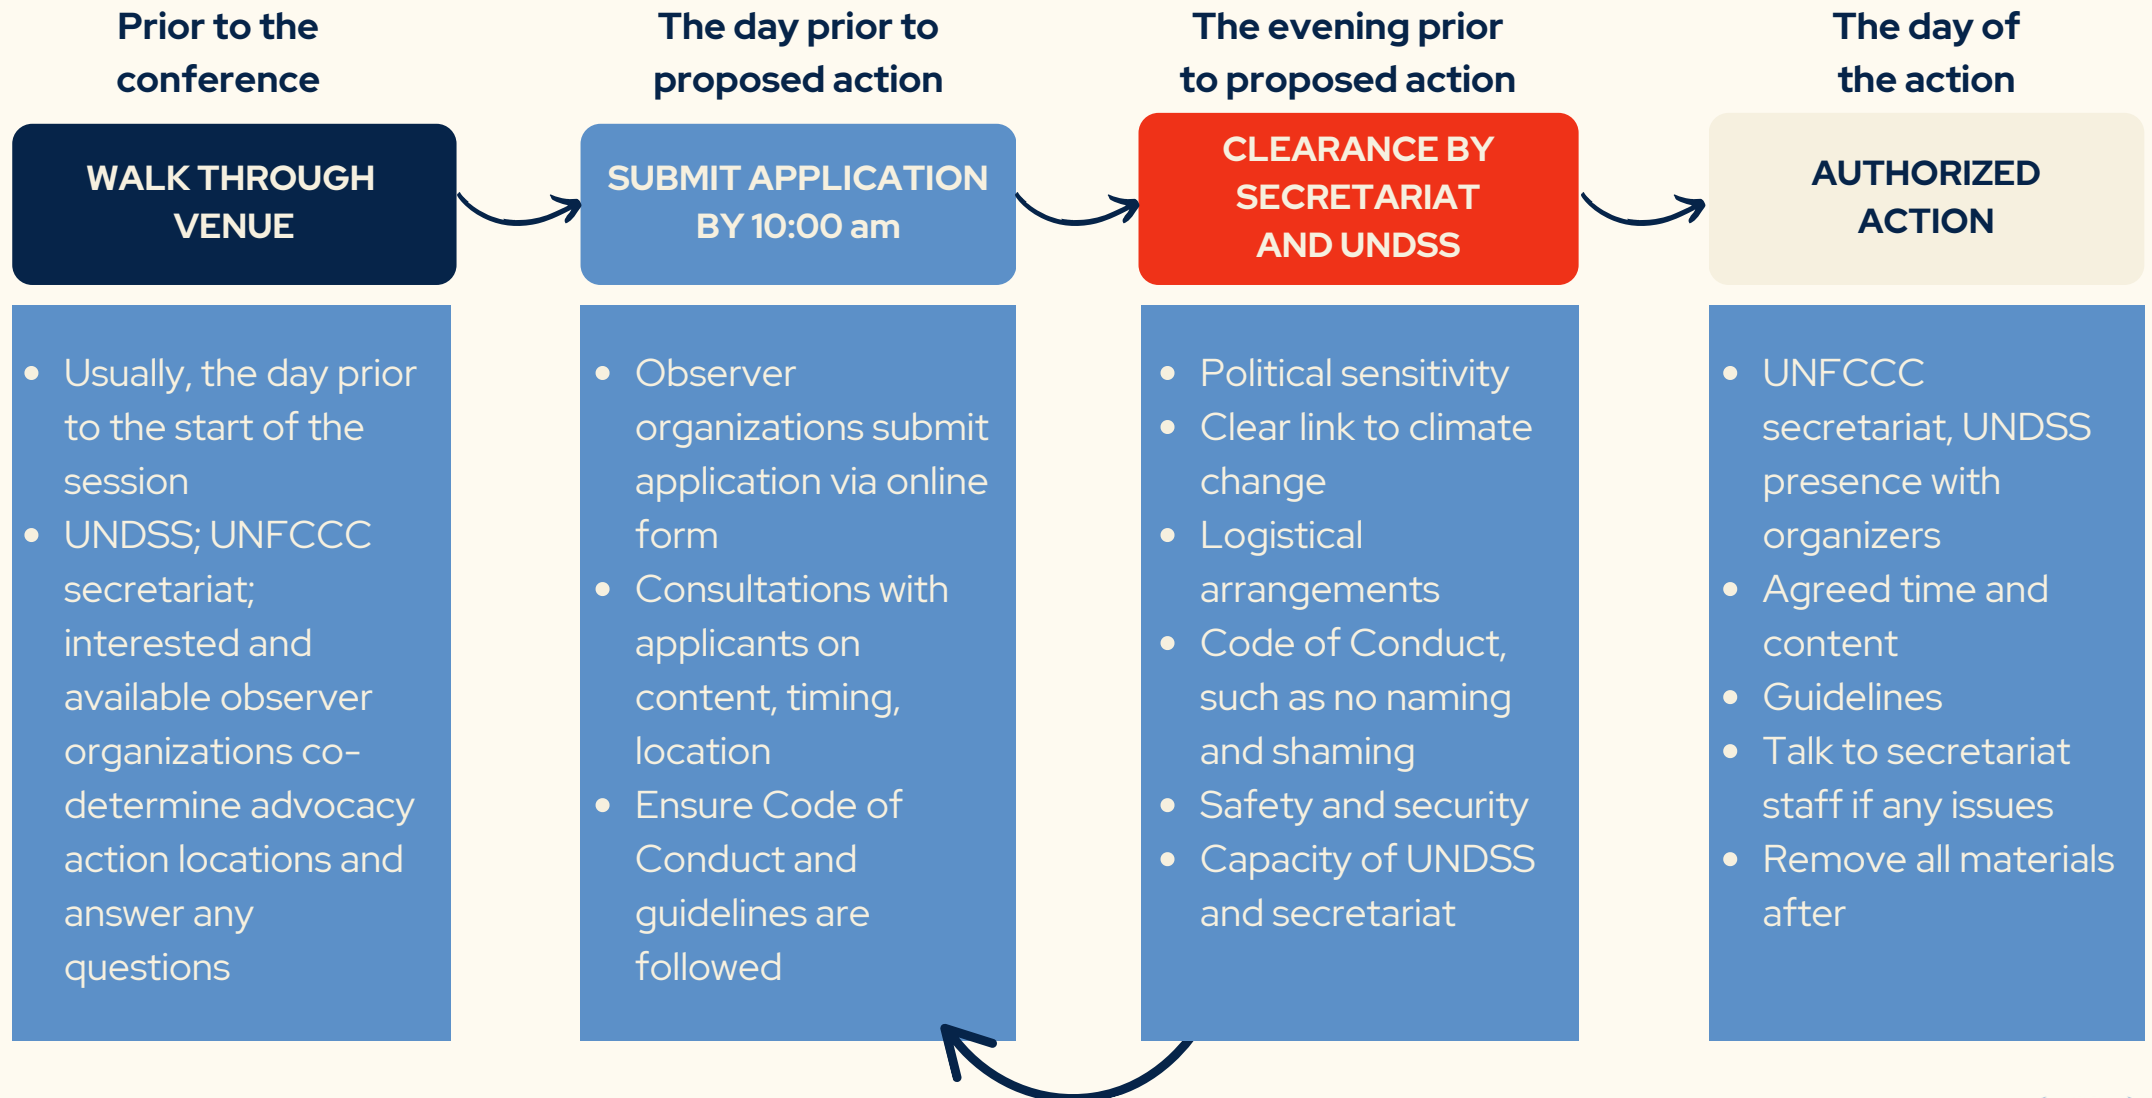 Prior to the
conference
WALK THROUGH
VENUE
• Usually, the day prior
to the start of the
session
• UNDSS; UNFCCC
secretariat;
interested and
available observer
organizations co-
determine advocacy
action locations and
answer any
questions
The day prior to
proposed action
SUBMIT APPLICATION
BY 10:00 am
• Observer
organizations submit
application via online
form
• Consultations with
applicants on
content, timing,
location
• Ensure Code of
Conduct and
guidelines are
followed
The evening prior
to proposed action
CLEARANCE BY
SECRETARIAT
AND UNDSS
• Political sensitivity
• Clear link to climate
change
• Logistical
arrangements
• Code of Conduct,
such as no naming
and shaming
• Safety and security
• Capacity of UNDSS
and secretariat
The day of
the action
AUTHORIZED
ACTION
• UNFCCC
secretariat, UNDSS
presence with
organizers
• Agreed time and
content
• Guidelines
• Talk to secretariat
staff if any issues
• Remove all materials
after